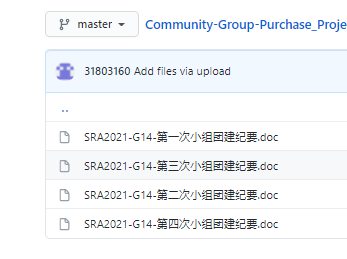 master
Community-Group-Purchase_Proje
31803160 Add files via upload
..
SRA2021-G14-第一次小组团建纪要.doc
SRA2021-G14-第三次小组团建纪要.doc
SRA2021-G14-第二次小组团建纪要.doc
SRA2021-G14-第四次小组团建纪要.doc